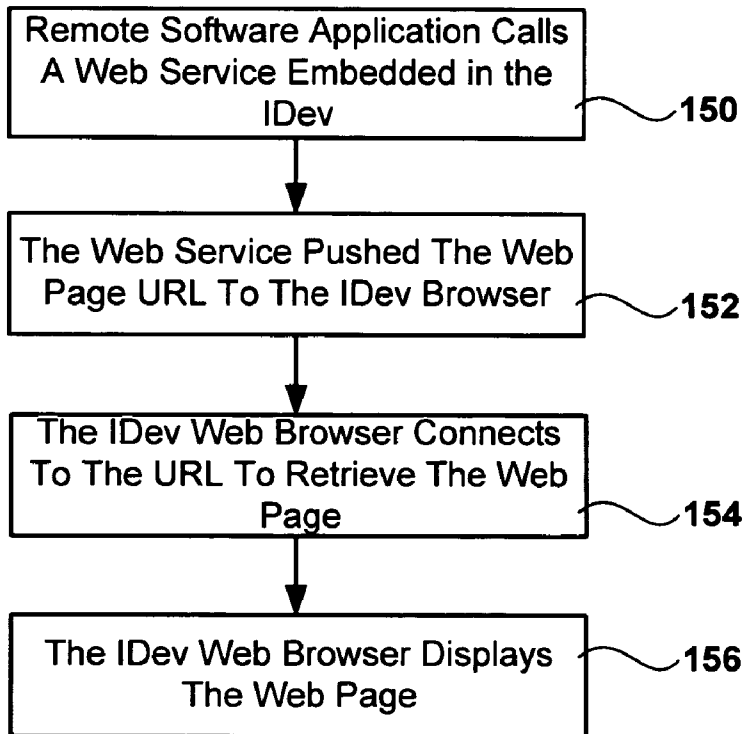 Remote Software Application Calls
A Web Service Embedded in the
IDev
150
The Web Service Pushed The Web
Page URL To The IDev Browser
152
The IDev Web Browser Connects
To The URL To Retrieve The Web
Page
154
The IDev Web Browser Displays
The Web Page
156